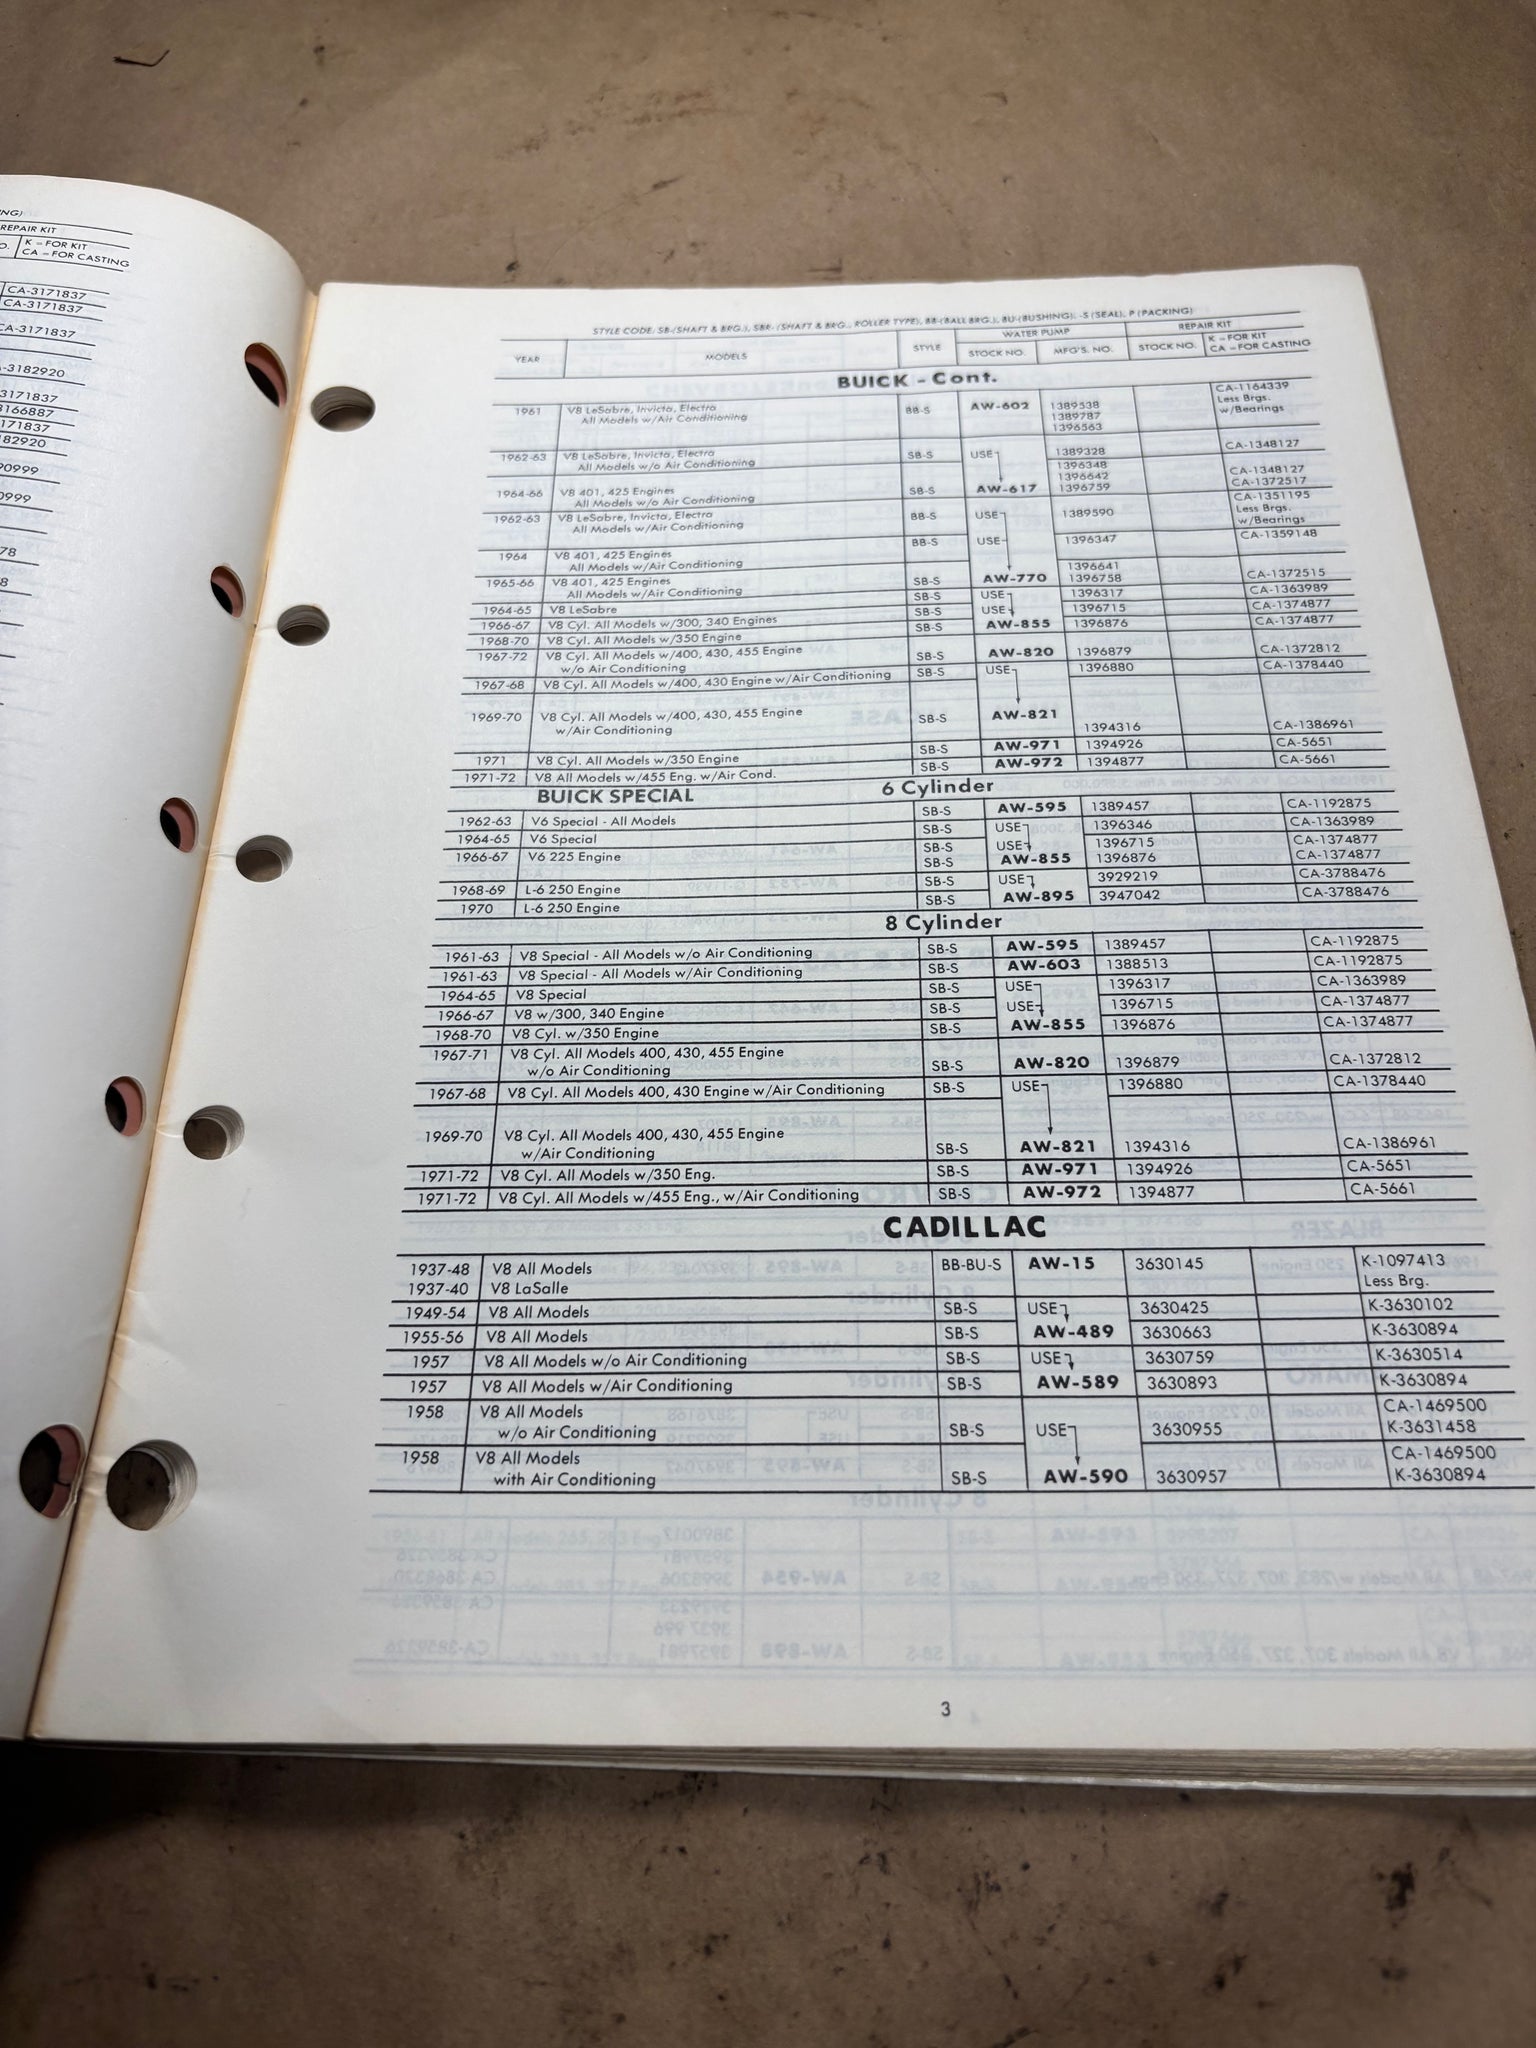 REPAIR KIT
K – FOR KIT
CA – FOR CASTING
CA-3171837
CA-3171837
CA-3171837
-3182920
3171837
3166887
171837
182920
STYLE CODE: SB-(SHAFT & BRG.), SBR- (SHAFT & BRG., ROLLER TYPE), BB-(BALL BRG.), BU-(BUSHING), -S (SEAL), P (PACKING)
WATER PUMP REPAIR KIT
YEAR MODELS STYLE STOCK NO. MFG'S. NO. STOCK NO. K – FOR KIT
CA – FOR CASTING
BUICK - Cont.
1961 V8 LeSabre, Invicta, Electra BB-S AW-602 1389538 CA-1164339
All Models w/Air Conditioning 1389787 Less Brgs.
1396563 w/Bearings
1962-63 V8 LeSabre, Invicta, Electra SB-S USE 1389328 CA-1348127
All Models w/o Air Conditioning 1396348
1396642 CA-1348127
1964-66 V8 401, 425 Engines SB-S AW-617 1396759 CA-1372517
All Models w/o Air Conditioning
1962-63 V8 LeSabre, Invicta, Electra BB-S USE 1389590 CA-1351195
All Models w/Air Conditioning Less Brgs.
w/Bearings
1964 V8 401, 425 Engines BB-S USE 1396347 CA-1359148
All Models w/Air Conditioning
1396641
1965-66 V8 401, 425 Engines SB-S AW-770 1396758 CA-1372515
All Models w/Air Conditioning
1964-65 V8 LeSabre SB-S USE 1396317 CA-1363989
1966-67 V8 Cyl. All Models w/300, 340 Engines SB-S USE 1396715 CA-1374877
1968-70 V8 Cyl. All Models w/350 Engine SB-S AW-855 1396876 CA-1374877
1967-72 V8 Cyl. All Models w/400, 430, 455 Engine SB-S AW-820 1396879 CA-1372812
w/o Air Conditioning
1967-68 V8 Cyl. All Models w/400, 430 Engine w/Air Conditioning SB-S USE 1396880 CA-1378440
1969-70 V8 Cyl. All Models w/400, 430, 455 Engine SB-S AW-821 1394316 CA-1386961
w/Air Conditioning
1971 V8 Cyl. All Models w/350 Engine SB-S AW-971 1394926 CA-5651
1971-72 V8 All Models w/455 Eng. w/Air Cond. SB-S AW-972 1394877 CA-5661
BUICK SPECIAL 6 Cylinder
1962-63 V6 Special - All Models SB-S AW-595 1389457 CA-1192875
1964-65 V6 Special SB-S USE 1396346 CA-1363989
1966-67 V6 225 Engine SB-S USE 1396715 CA-1374877
SB-S AW-855 1396876 CA-1374877
1968-69 L-6 250 Engine SB-S USE 3929219 CA-3788476
1970 L-6 250 Engine SB-S AW-895 3947042 CA-3788476
8 Cylinder
1961-63 V8 Special - All Models w/o Air Conditioning SB-S AW-595 1389457 CA-1192875
1961-63 V8 Special - All Models w/Air Conditioning SB-S AW-603 1388513 CA-1192875
1964-65 V8 Special SB-S USE 1396317 CA-1363989
1966-67 V8 w/300, 340 Engine SB-S USE 1396715 CA-1374877
1968-70 V8 Cyl. w/350 Engine SB-S AW-855 1396876 CA-1374877
1967-71 V8 Cyl. All Models 400, 430, 455 Engine SB-S AW-820 1396879 CA-1372812
w/o Air Conditioning
1967-68 V8 Cyl. All Models 400, 430 Engine w/Air Conditioning SB-S USE 1396880 CA-1378440
1969-70 V8 Cyl. All Models 400, 430, 455 Engine
w/Air Conditioning SB-S AW-821 1394316 CA-1386961
1971-72 V8 Cyl. All Models w/350 Eng. SB-S AW-971 1394926 CA-5651
1971-72 V8 Cyl. All Models w/455 Eng., w/Air Conditioning SB-S AW-972 1394877 CA-5661
CADILLAC
1937-48 V8 All Models BB-BU-S AW-15 3630145 K-1097413
1937-40 V8 LaSalle Less Brg.
1949-54 V8 All Models SB-S USE 3630425 K-3630102
1955-56 V8 All Models SB-S AW-489 3630663 K-3630894
1957 V8 All Models w/o Air Conditioning SB-S USE 3630759 K-3630514
1957 V8 All Models w/Air Conditioning SB-S AW-589 3630893 K-3630894
1958 V8 All Models CA-1469500
w/o Air Conditioning SB-S USE 3630955 K-3631458
1958 V8 All Models CA-1469500
with Air Conditioning SB-S AW-590 3630957 K-3630894
3